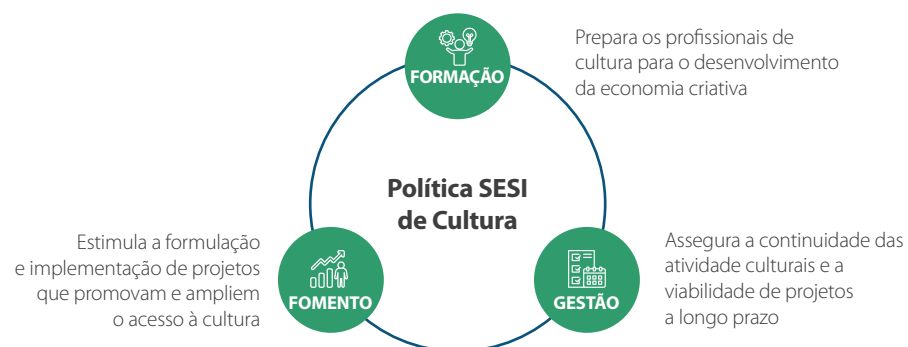 FORMAÇÃO
Prepara os profissionais de
cultura para o desenvolvimento
da economia criativa
Política SESI
de Cultura
Estimula a formulação
e implementação de projetos
que promovam e ampliem
o acesso à cultura
FOMENTO
GESTÃO
Assegura a continuidade das
atividade culturais e a
viabilidade de projetos
a longo prazo